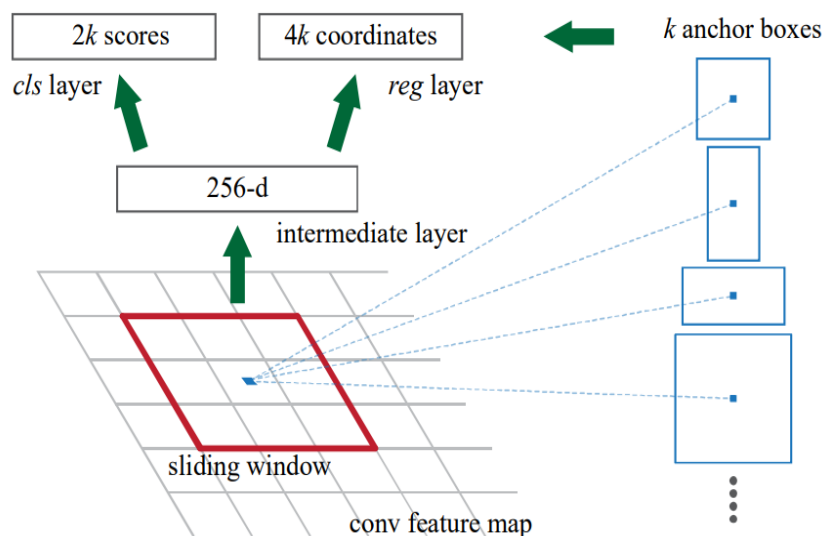 2k scores
4k coordinates
k anchor boxes
cls layer
reg layer
256-d
intermediate layer
sliding window
conv feature map